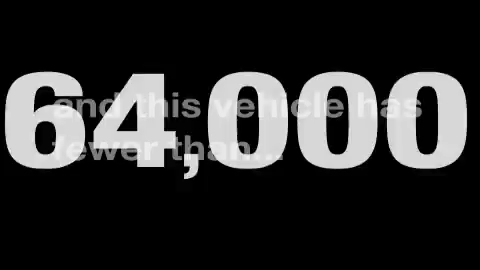 64,000
and this vehicle has
fewer than...